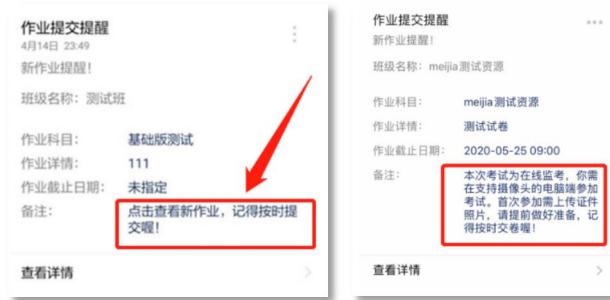 作业提交提醒
4月14日 23:49
新作业提醒！
班级名称：测试班
作业科目：基础版测试
作业详情：111
作业截止日期：未指定
备注：点击查看新作业，记得按时提
交喔！
查看详情
作业提交提醒
新作业提醒！
班级名称：meijia测试资源
作业科目：meijia测试资源
作业详情：测试试卷
作业截止日期：2020-05-25 09:00
备注：本次考试为在线监考，你需
在支持摄像头的电脑端参加
考试。首次参加需上传证件
照片，请提前做好准备，记
得按时交卷喔！
查看详情